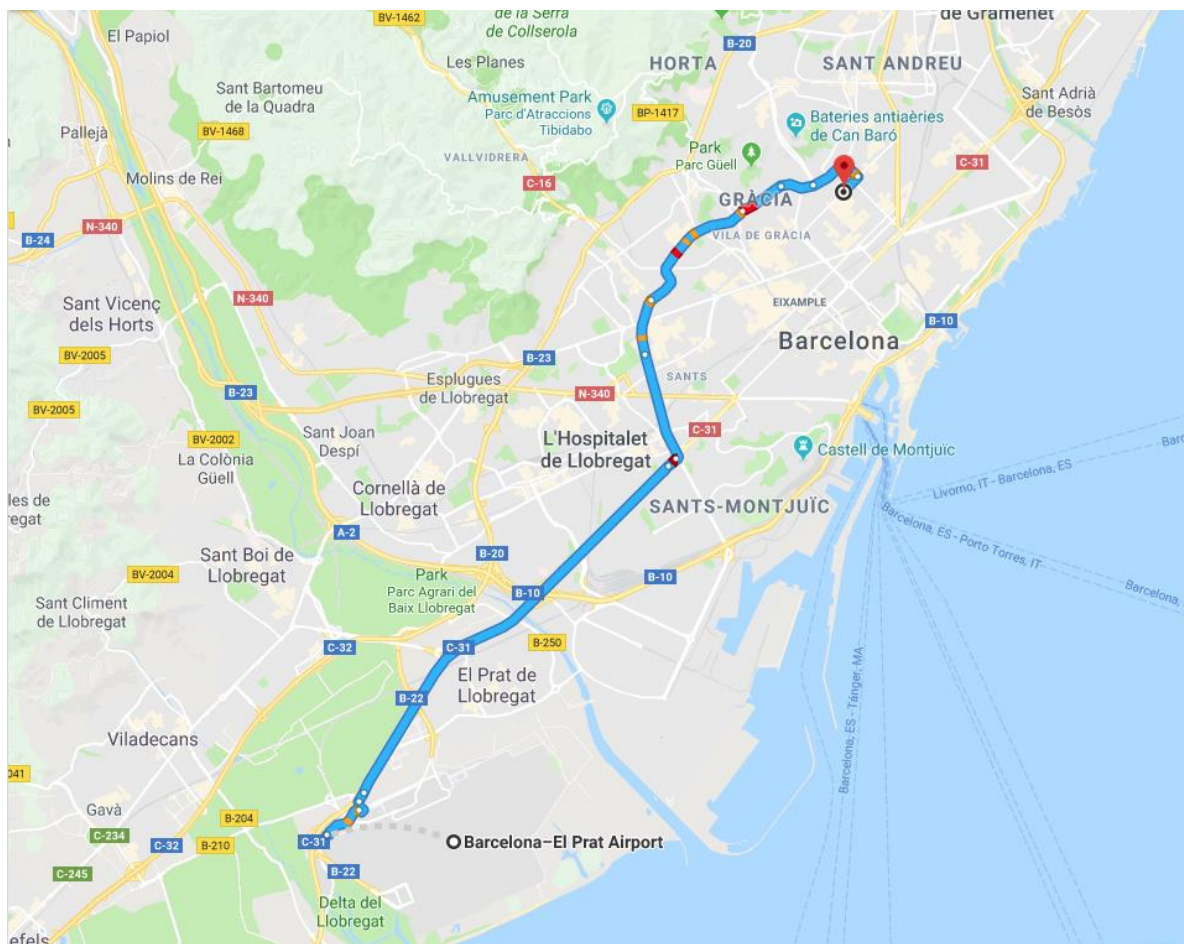 BV-1462
de la Serra
de Collserola
de Gramenet
El Papiol
B-20
HORTA
SANT ANDREU
Les Planes
Sant Bartomeu
de la Quadra
Amusement Park
Parc d'Atraccions
Tibidabo
BP-1417
Bateries antiaèries
de Can Baró
Sant Adrià
de Besòs
Pallejà
BV-1468
Park
Parc Güell
VALLVIDRERA
C-31
Molins de Rei
C-16
GRÀCIA
N-340
VILA DE GRÀCIA
B-24
N-340
EIXAMPLE
Sant Vicenç
dels Horts
B-10
Barcelona
BV-2005
B-23
SANTS
Esplugues
de Llobregat
B-23
N-340
BV-2005
C-31
Sant Joan
Despí
BV-2002
L'Hospitalet
de Llobregat
Castell de Montjuïc
La Colònia
Güell
Barc
Livorno, IT - Barcelona, ES
Cornellà de
Llobregat
les de
regat
SANTS-MONTJUÏC
Barcelona, ES - Porto Torres, IT
A-2
Sant Boi de
Llobregat
B-20
BV-2004
Park
Parc Agrari del
Baix Llobregat
B-10
B-10
Barcelona,
Sant Climent
de Llobregat
B-250
C-32
C-31
El Prat de
Llobregat
B-22
Barcelona, ES - Tánger, MA
Viladecans
041
Gavà
B-204
C-234
C-32
B-210
C-31
Barcelona–El Prat Airport
C-245
B-22
Delta del
Llobregat
efels